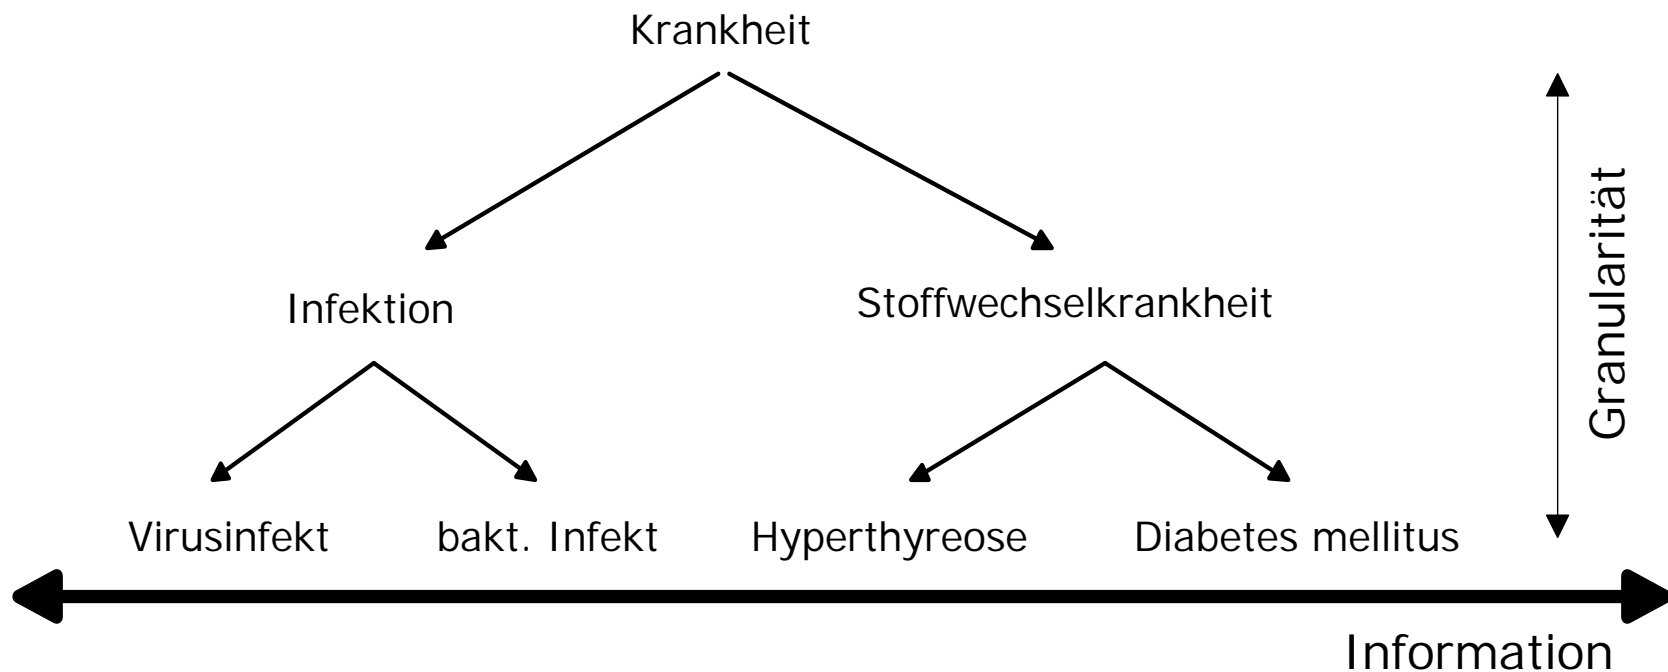 Krankheit
Infektion
Stoffwechselkrankheit
Granularität
Virusinfekt
bakt. Infekt
Hyperthyreose
Diabetes mellitus
Information